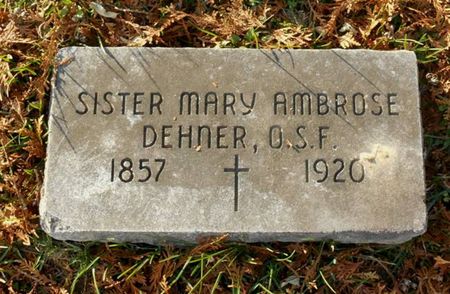 SISTER MARY AMBROSE
DEHNER, O.S.F.
1857 1920